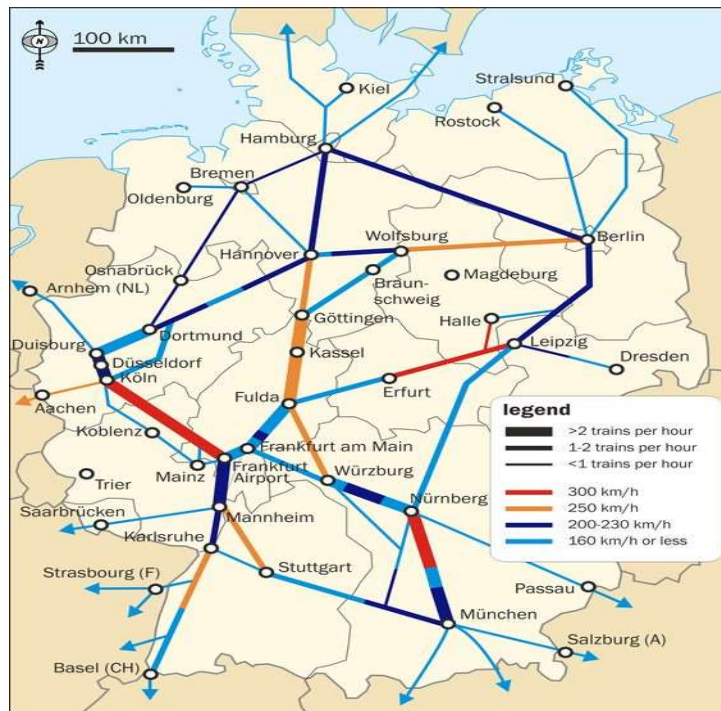 N
100 km
Kiel
Stralsund
Rostock
Hamburg
Bremen
Oldenburg
Hannover
Wolfsburg
Berlin
Osnabrück
Arnhem (NL)
Braun-
schweig
Magdeburg
Göttingen
Halle
Dortmund
Duisburg
Düsseldorf
Köln
Kassel
Leipzig
Dresden
Aachen
Fulda
Erfurt
Koblenz
Frankfurt am Main
Frankfurt
Airport
Mainz
Trier
Würzburg
Nürnberg
Saarbrücken
Mannheim
Karlsruhe
Stuttgart
Strasbourg (F)
Passau
München
Salzburg (A)
Basel (CH)
legend
>2 trains per hour
1-2 trains per hour
<1 trains per hour
300 km/h
250 km/h
200-230 km/h
160 km/h or less